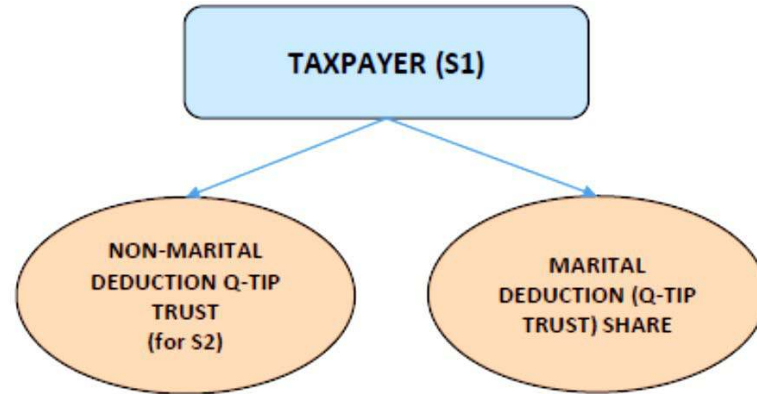 TAXPAYER (S1)
NON-MARITAL
DEDUCTION Q-TIP
TRUST
(for S2)
MARITAL
DEDUCTION (Q-TIP
TRUST) SHARE